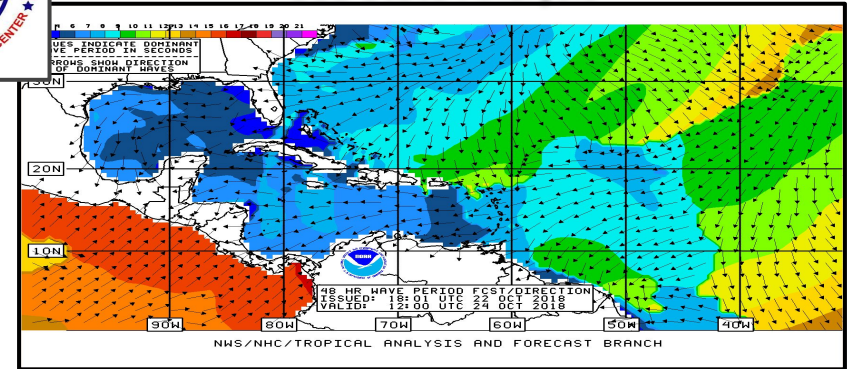 6 7 8 9 10 11 12 13 14 15 16 17 18 19 20 21
UES INDICATE DOMINANT
VE PERIOD IN SECONDS
RROWS SHOW DIRECTION
OF DOMINANT WAVES
CENTER
30N
20N
10N
NOAA
48 HR WAVE PERIOD FCST/DIRECTION
ISSUED: 18:01 UTC 22 OCT 2018
VALID: 12:00 UTC 24 OCT 2018
90W 80W 70W 60W 50W 40W
NWS/NHC/TROPICAL ANALYSIS AND FORECAST BRANCH